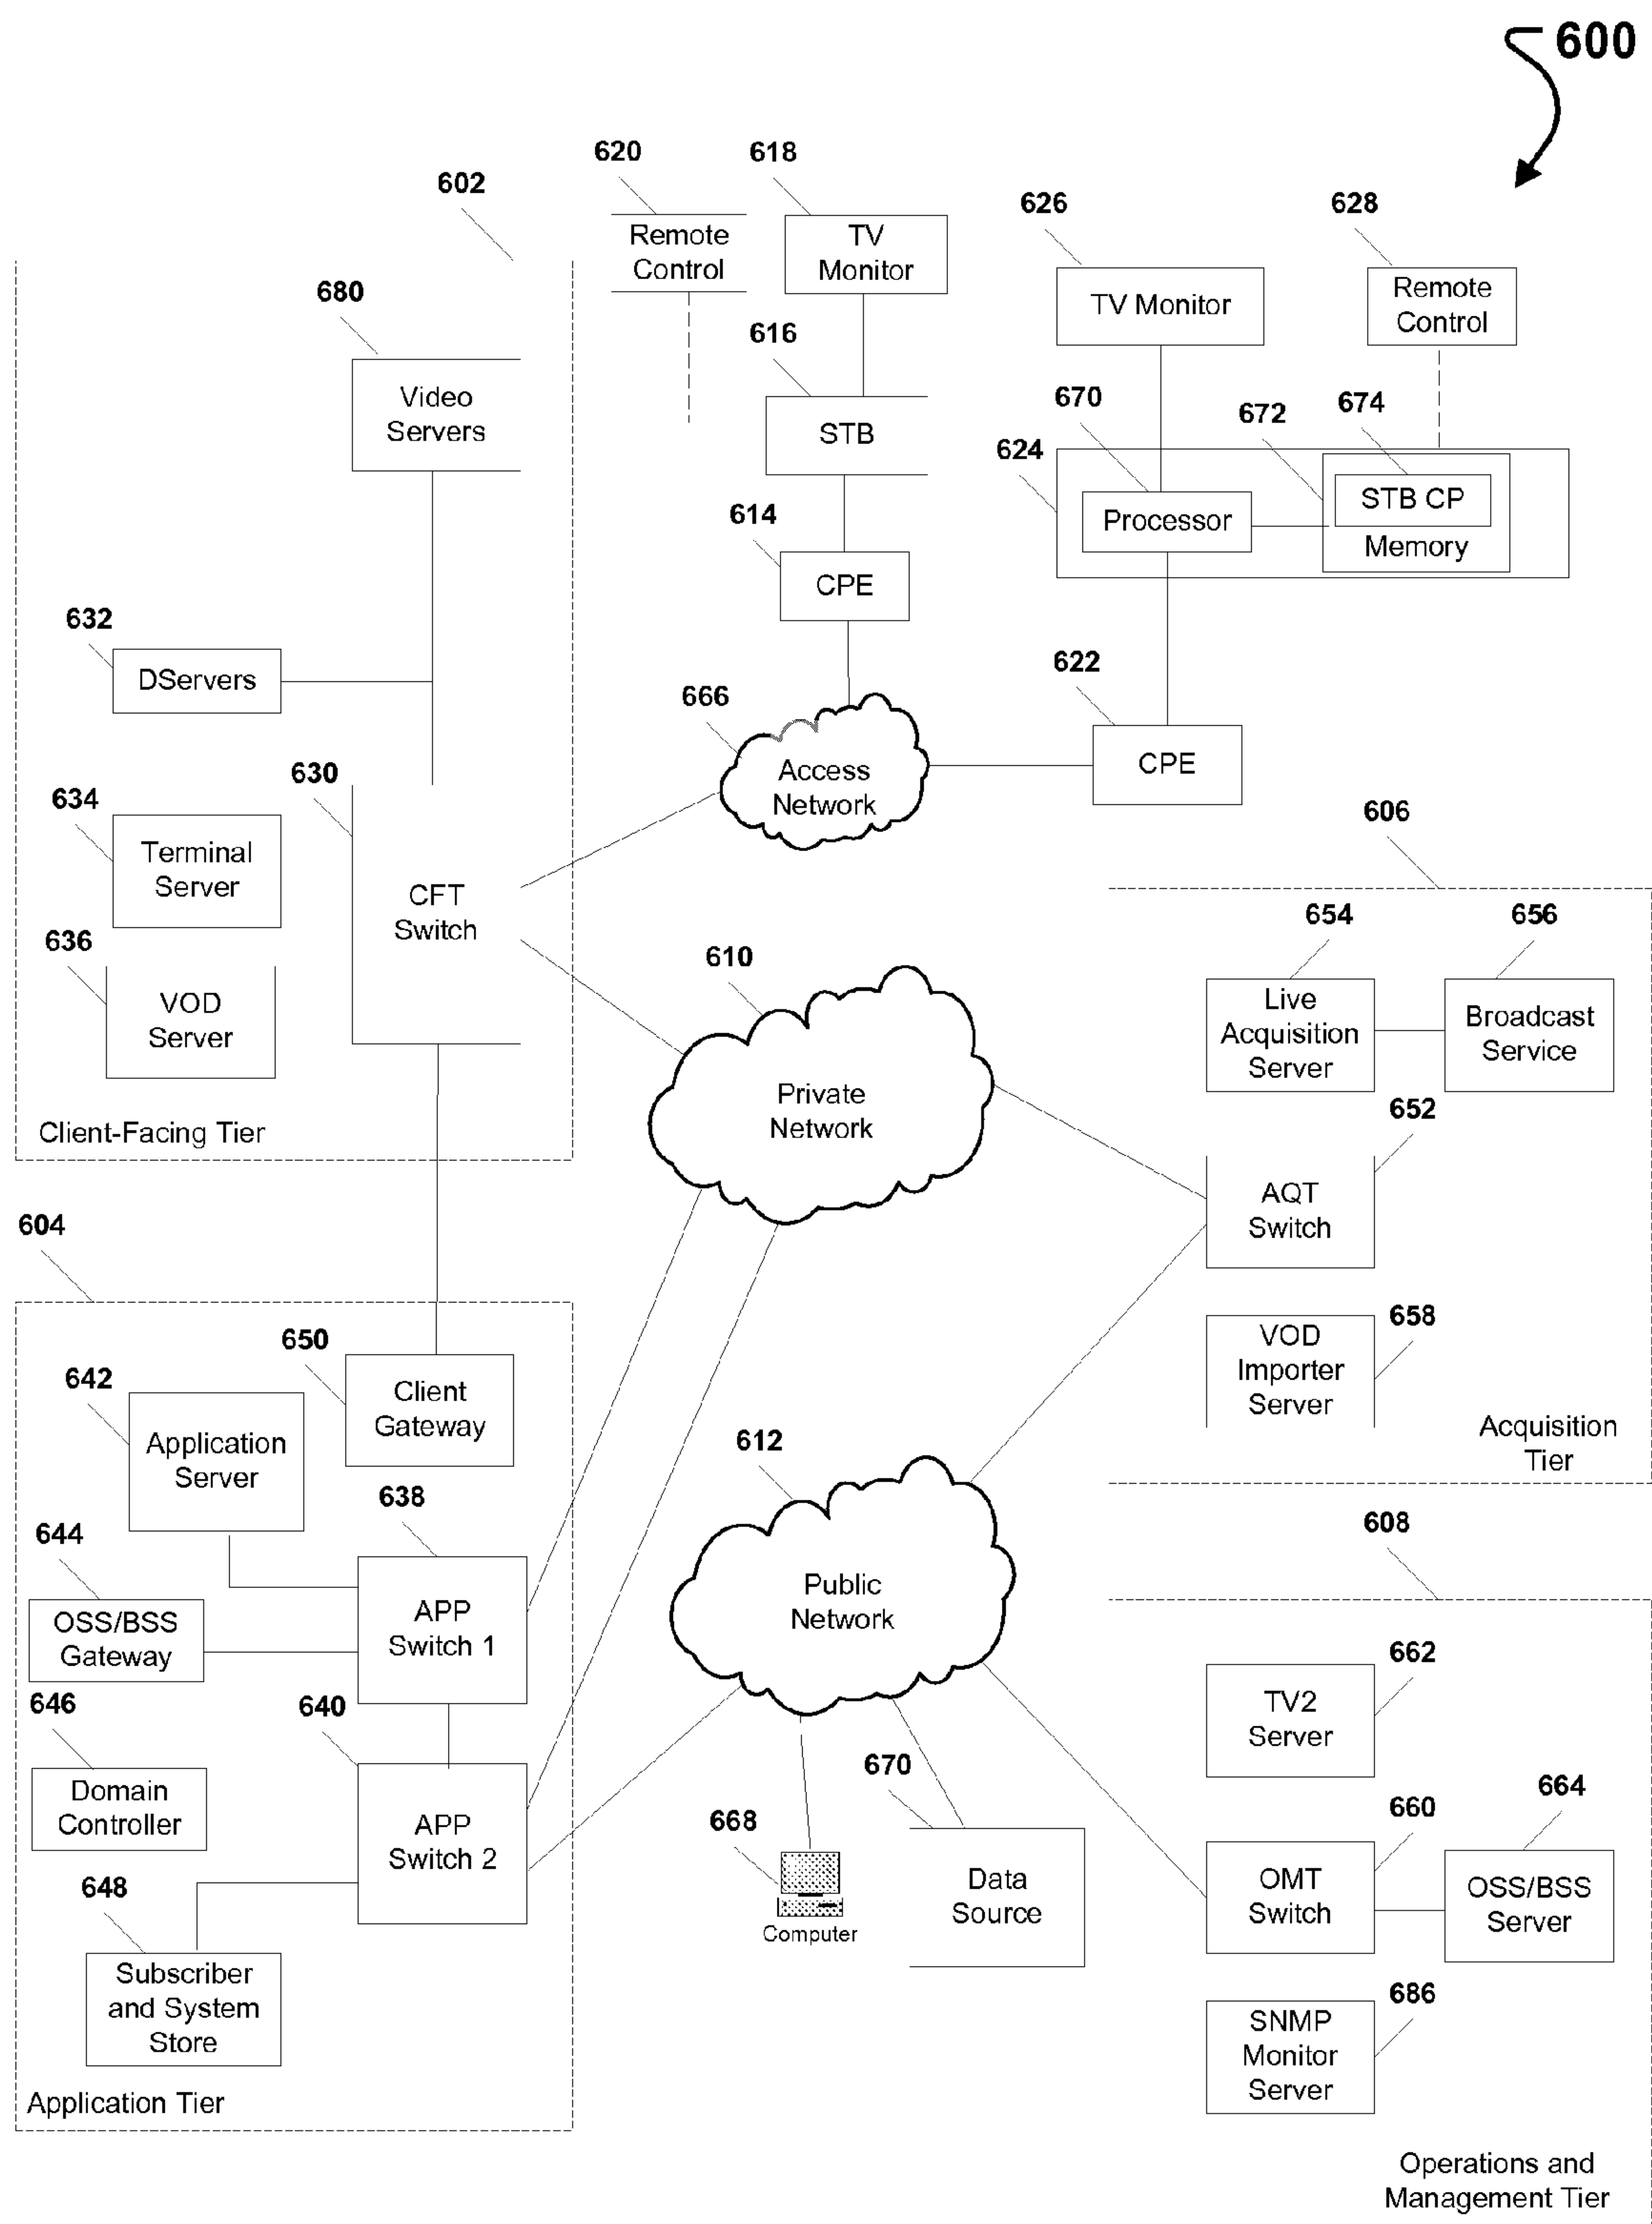 600
620
618
602
626
628
Remote
Control
TV
Monitor
680
TV Monitor
Remote
Control
616
Video
Servers
670
672
674
STB
624
STB CP
614
Processor
Memory
CPE
632
DServers
622
666
630
CPE
Access
Network
634
606
Terminal
Server
CFT
Switch
654
656
636
610
Live
Acquisition
Server
Broadcast
Service
VOD
Server
Private
Network
652
Client-Facing Tier
AQT
Switch
604
658
650
VOD
Importer
Server
642
Client
Gateway
Acquisition
Tier
612
Application
Server
638
644
608
Public
Network
APP
Switch 1
OSS/BSS
Gateway
662
646
640
TV2
Server
670
664
Domain
Controller
668
660
APP
Switch 2
648
Data
Source
OMT
Switch
OSS/BSS
Server
Computer
Subscriber
and System
Store
686
SNMP
Monitor
Server
Application Tier
Operations and
Management Tier